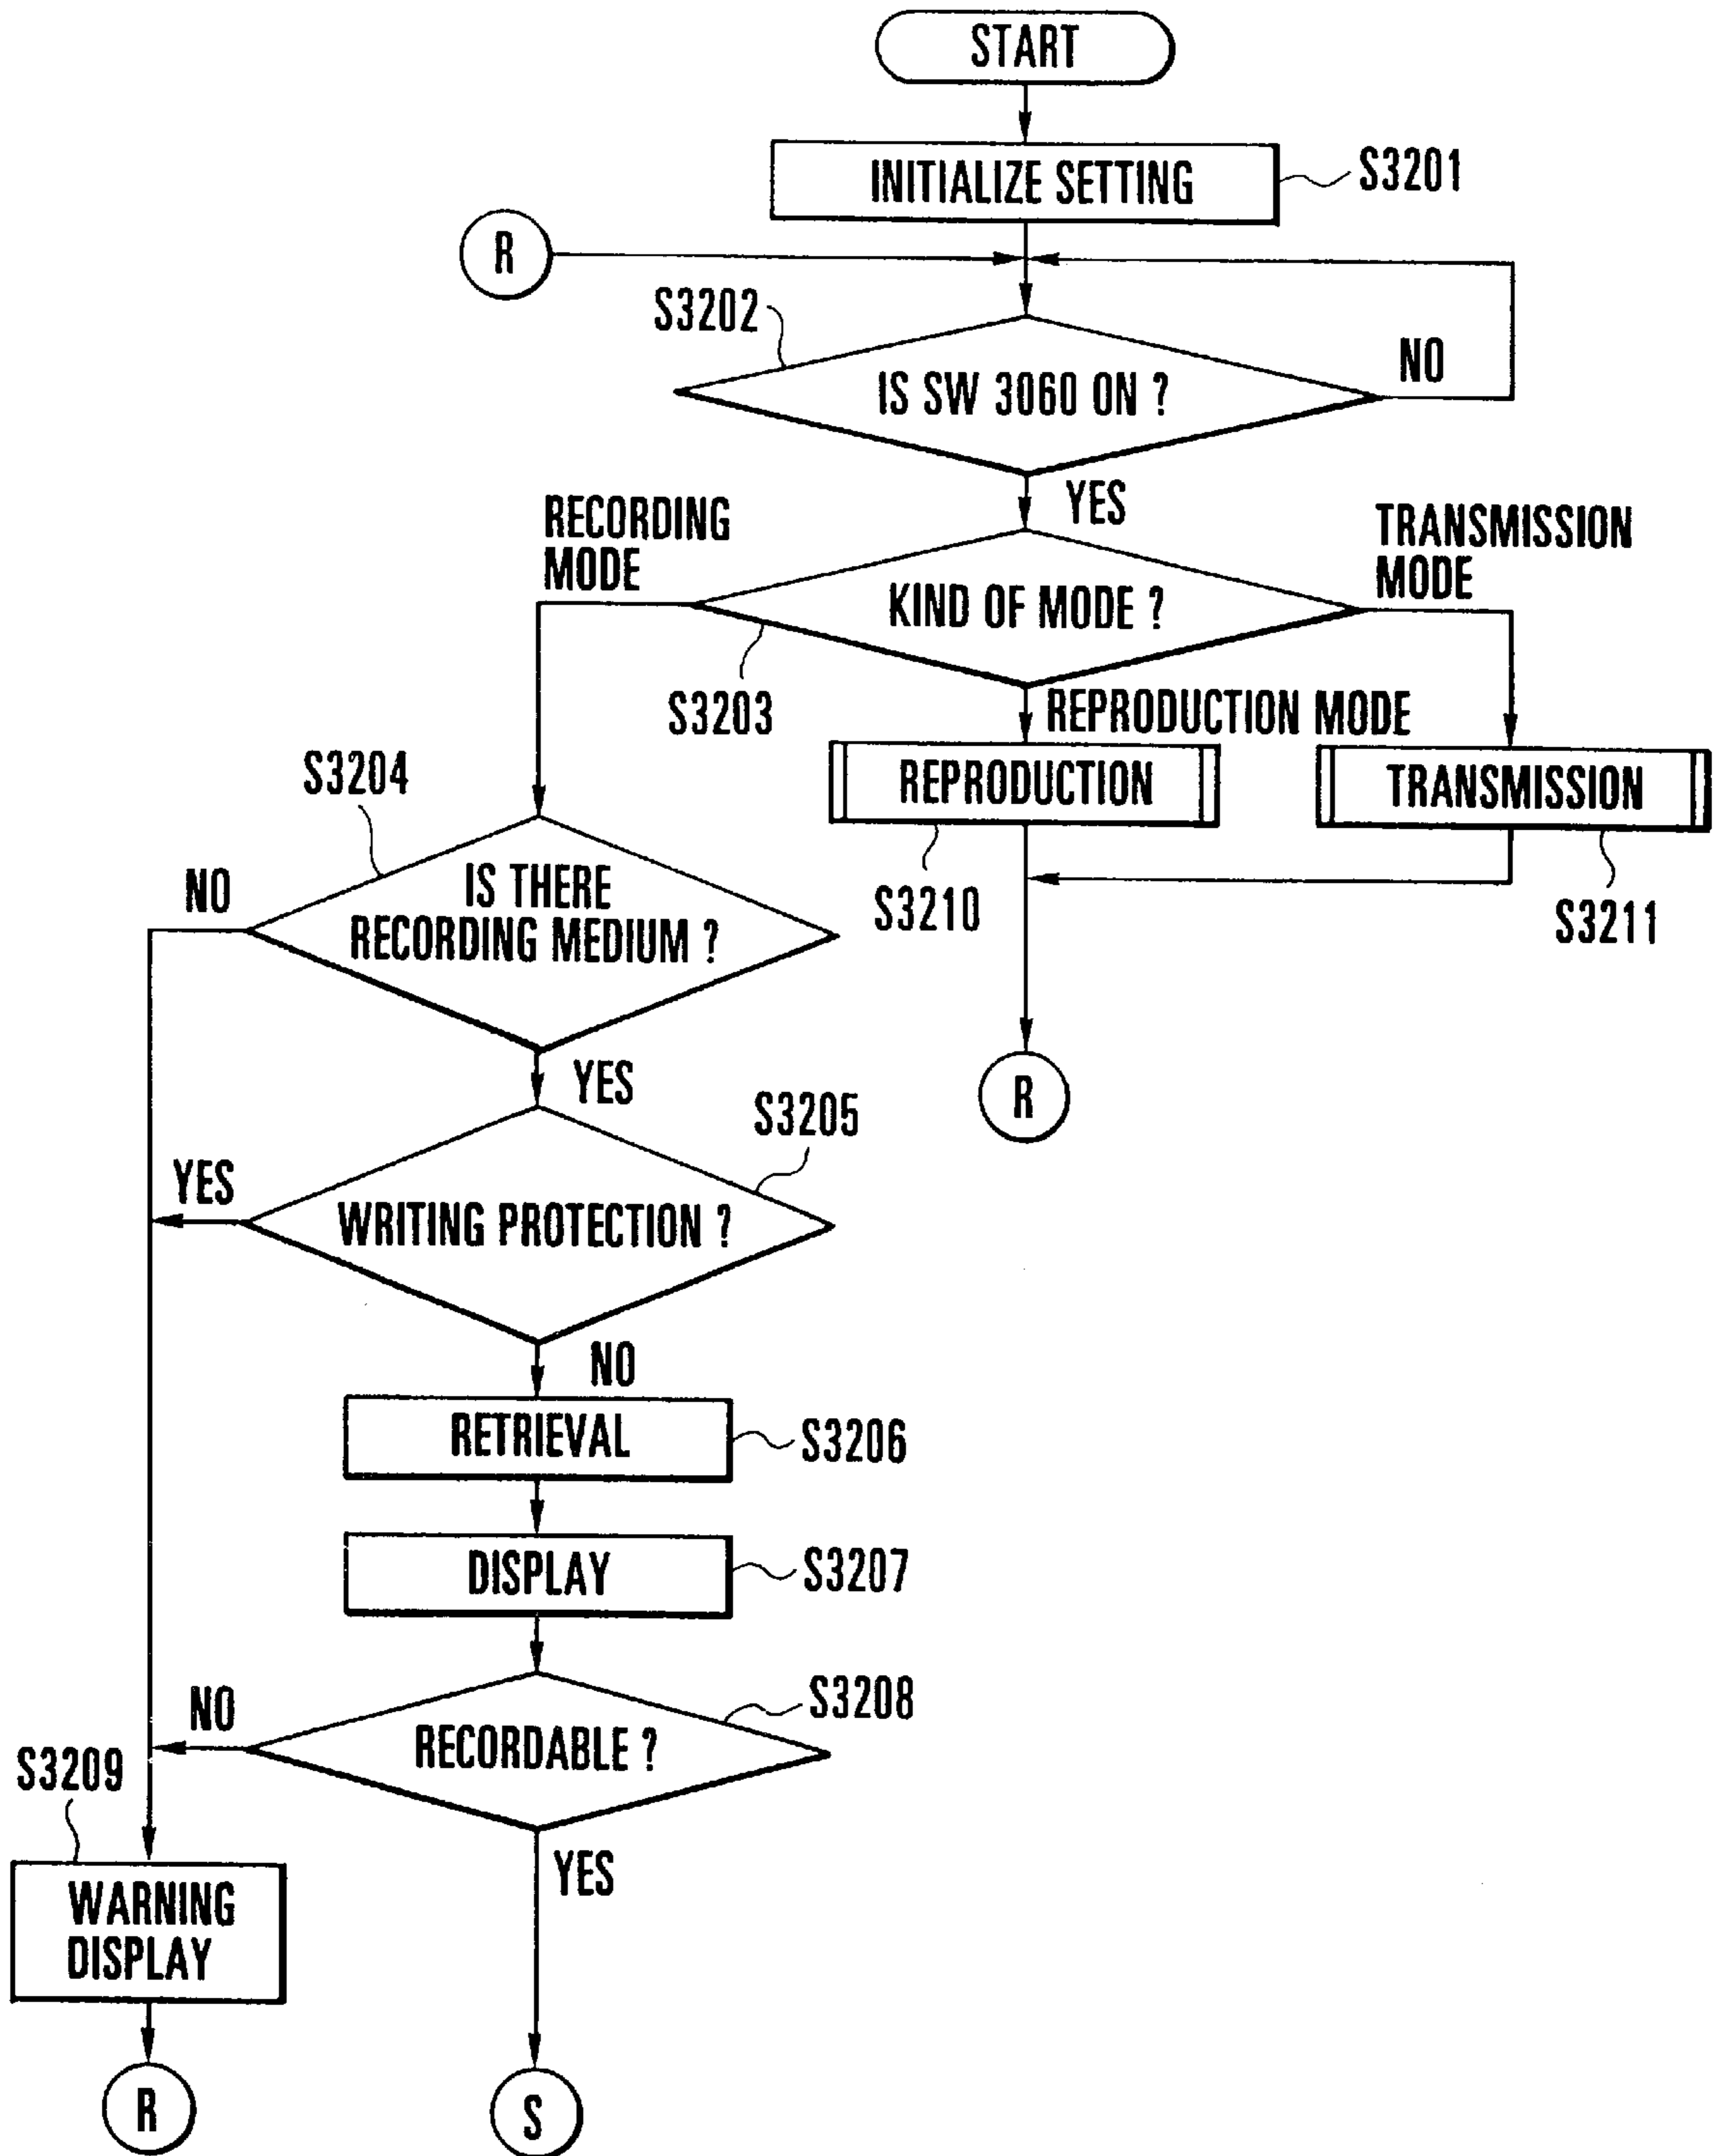 START
INITIALIZE SETTING
S3201
R
S3202
IS SW 3060 ON ?
NO
YES
RECORDING
MODE
TRANSMISSION
MODE
KIND OF MODE ?
S3203
REPRODUCTION MODE
S3204
REPRODUCTION
TRANSMISSION
NO
IS THERE
RECORDING MEDIUM ?
S3210
S3211
YES
R
S3205
YES
WRITING PROTECTION ?
NO
RETRIEVAL
S3206
DISPLAY
S3207
NO
S3208
RECORDABLE ?
S3209
YES
WARNING
DISPLAY
R
S